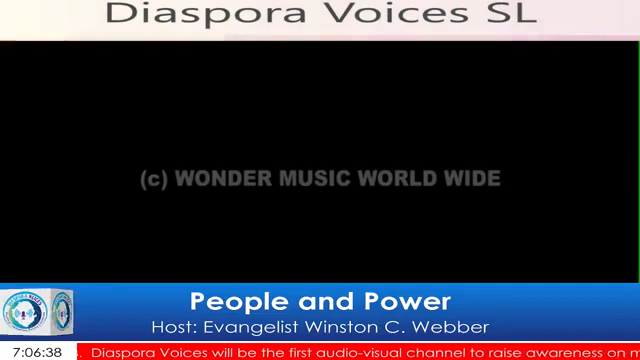 Diaspora Voices SL
(c) WONDER MUSIC WORLD WIDE
People and Power
Host: Evangelist Winston C. Webber
7:06:38
. Diaspora Voices will be the first audio-visual channel to raise awareness on